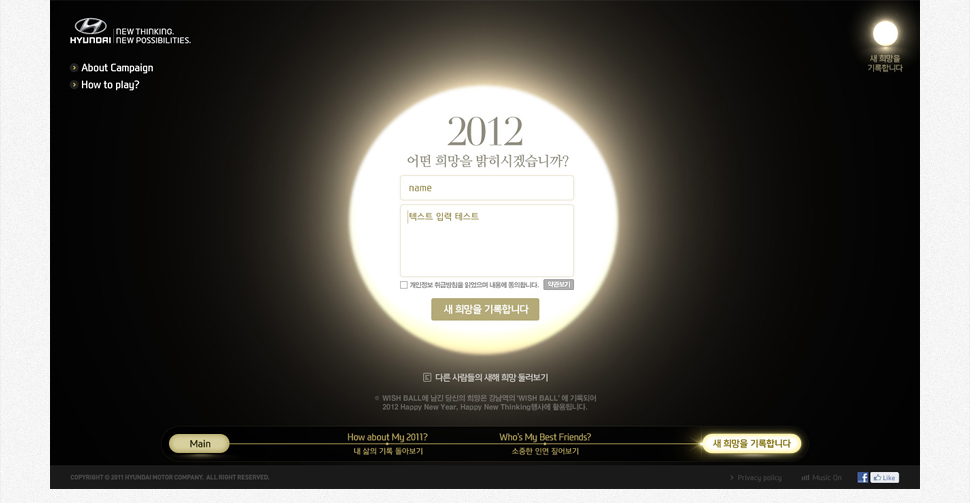 HYUNDAI
NEW THINKING.
NEW POSSIBILITIES.
About Campaign
How to play?
새 희망을
기록합니다
2012
어떤 희망을 밝히시겠습니까?
name
텍스트 입력 테스트
개인정보 취급방침을 읽었으며 내용에 동의합니다.
약관보기
새 희망을 기록합니다
다른 사람들의 새해 희망 둘러보기
WISH BALL에 남긴 당신의 희망은 강남역의 'WISH BALL' 에 기록되어
2012 Happy New Year, Happy New Thinking행사에 활용됩니다.
Main
How about My 2011?
내 삶의 기록 돌아보기
Who's My Best Friends?
소중한 인연 짚어보기
새 희망을 기록합니다
COPYRIGHT © 2011 HYUNDAI MOTOR COMPANY. ALL RIGHT RESERVED.
Privacy policy
Music On
f
Like